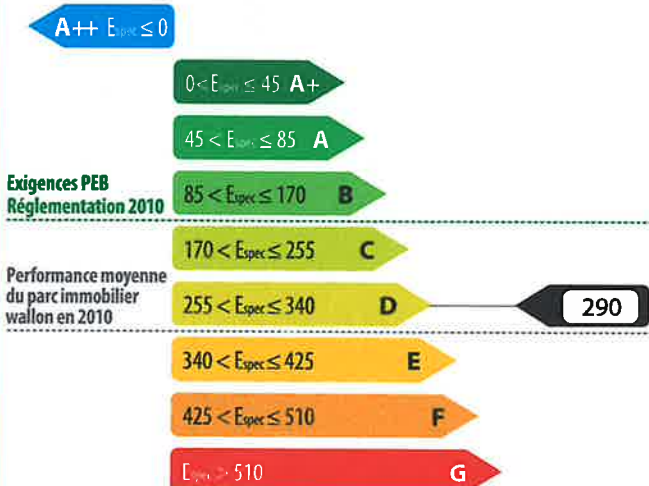 A++ Espec ≤ 0
0 < Espec ≤ 45 A+
45 < Espec ≤ 85 A
Exigences PEB
Réglementation 2010
85 < Espec ≤ 170 B
170 < Espec ≤ 255 C
Performance moyenne
du parc immobilier
wallon en 2010
255 < Espec ≤ 340 D
290
340 < Espec ≤ 425 E
425 < Espec ≤ 510 F
Espec > 510 G